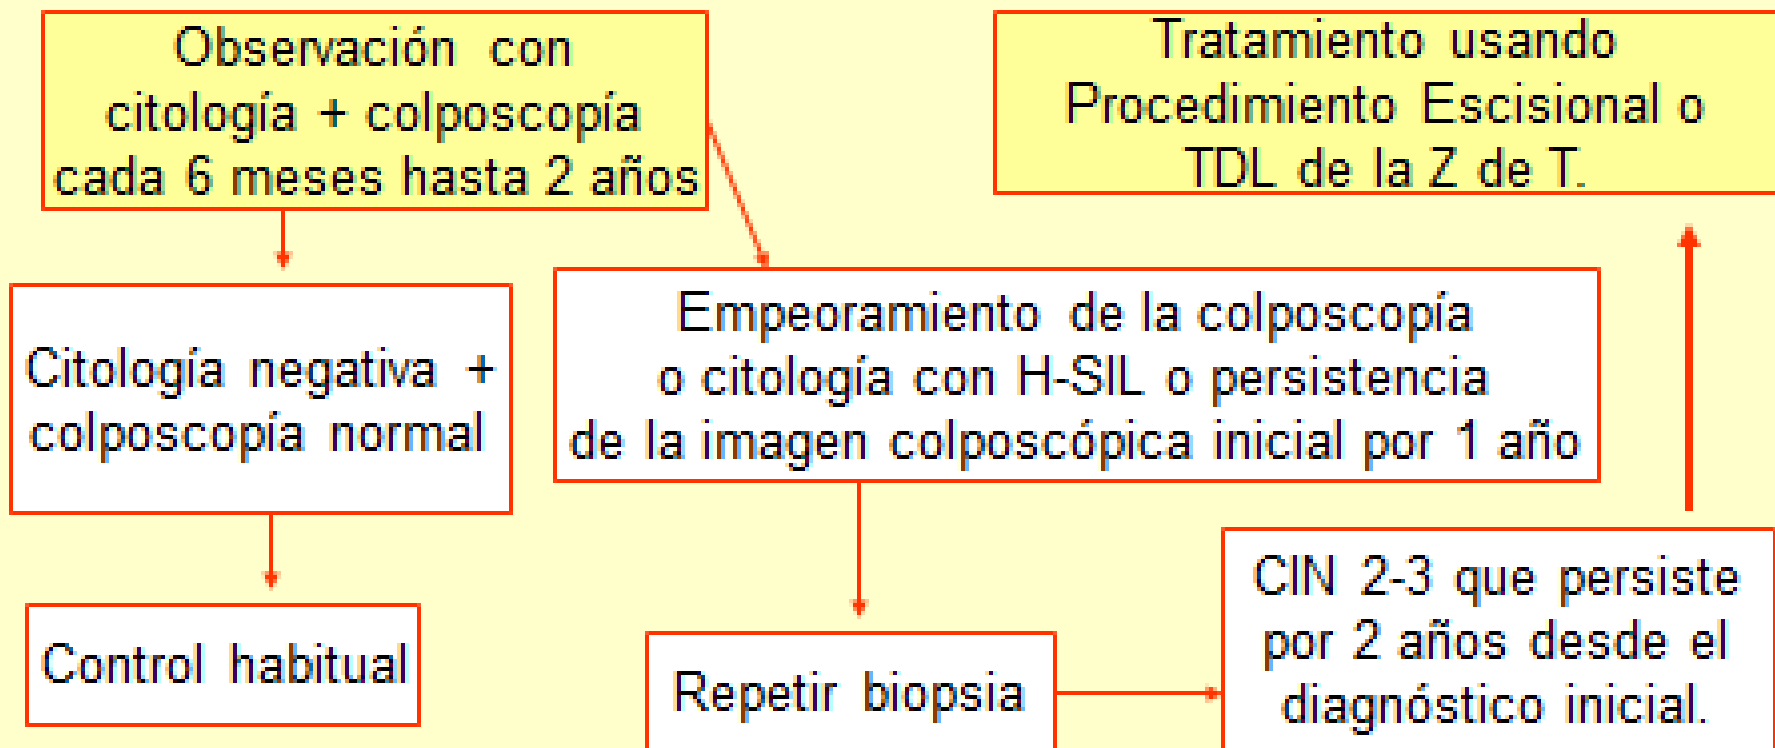 Observación con
citología + colposcopía
cada 6 meses hasta 2 años
Tratamiento usando
Procedimiento Escisional o
TDL de la Z de T.
Citología negativa +
colposcopía normal
Empeoramiento de la colposcopía
o citología con H-SIL o persistencia
de la imagen colposcópica inicial por 1 año
Control habitual
Repetir biopsia
CIN 2-3 que persiste
por 2 años desde el
diagnóstico inicial.